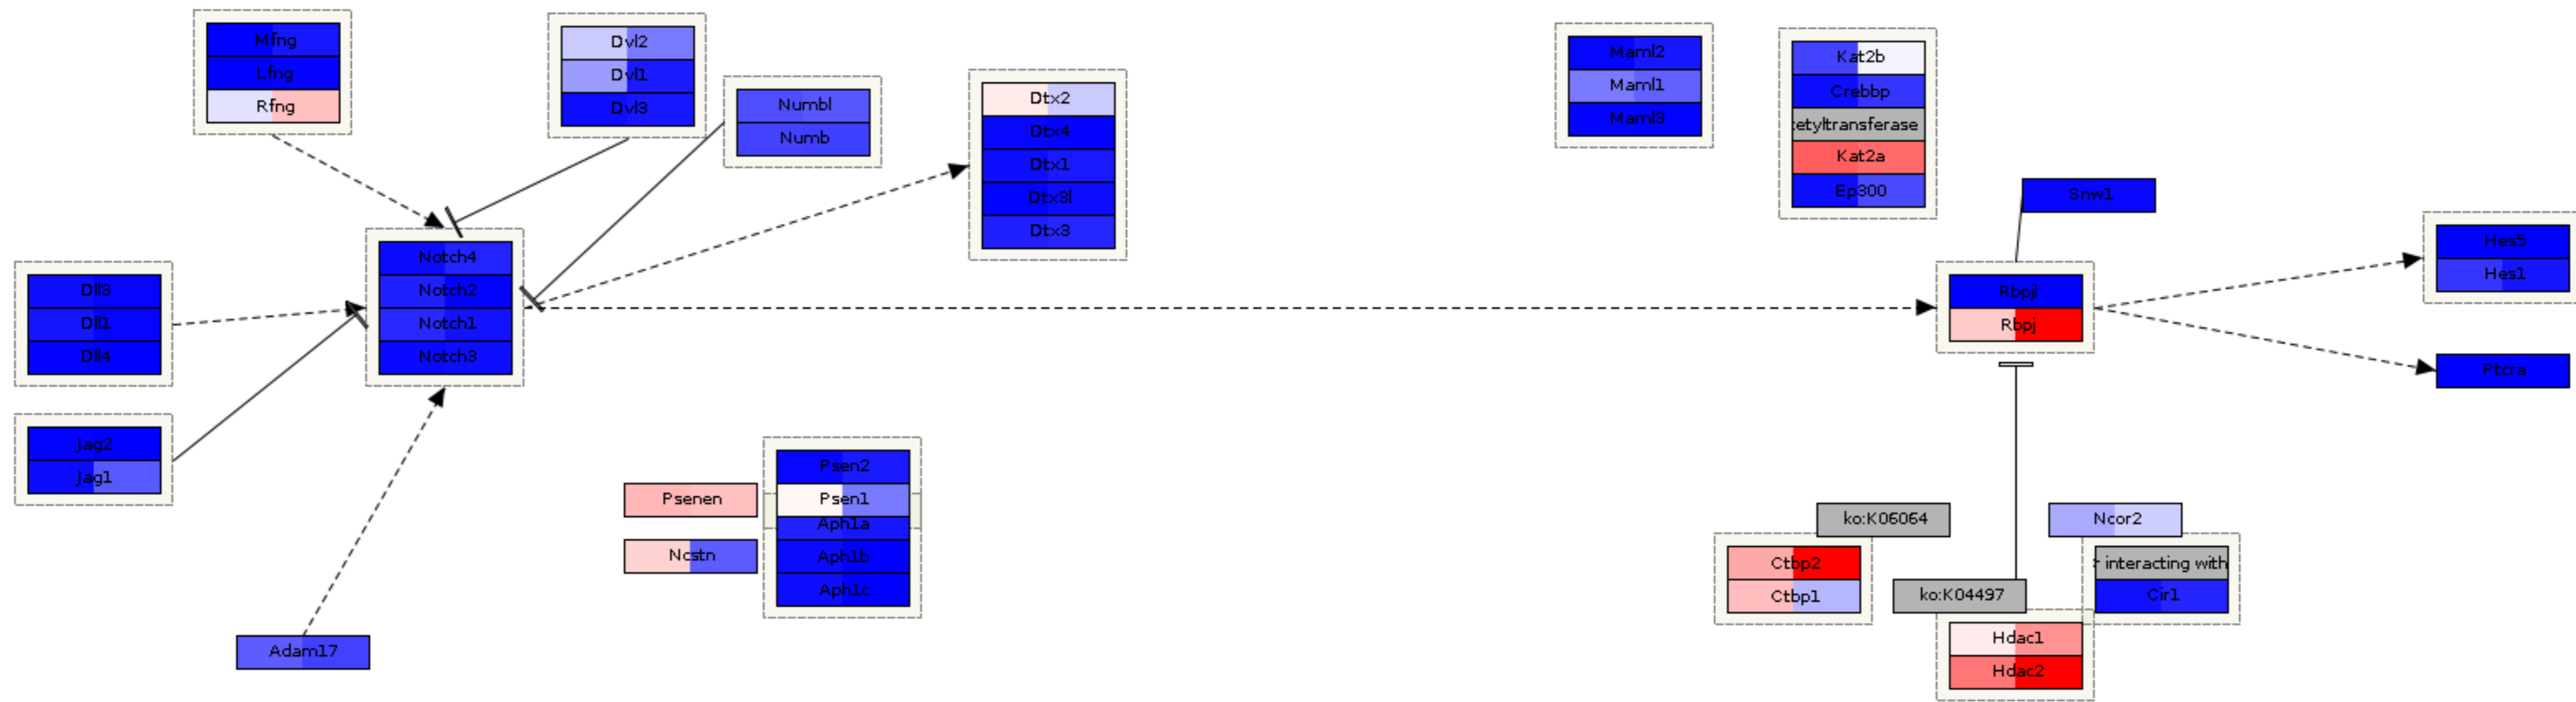 Mfng
Lfng
Rfng
Dvl2
Dvl1
Dvl3
Numbl
Numb
Dtx2
Dtx4
Dtx1
Dtx3l
Dtx3
Maml2
Maml1
Maml3
Kat2b
Crebbp
cetyltransferase
Kat2a
Ep300
Snw1
Notch4
Notch2
Notch1
Notch3
Dll3
Dll1
Dll4
Jag2
Jag1
Rbpjl
Rbpj
Hes5
Hes1
Ptcra
Psen2
Psen1
Aph1a
Aph1b
Aph1c
Psenen
Ncstn
Adam17
ko:K06064
Ncor2
Ctbp2
Ctbp1
ko:K04497
r interacting with
Cir1
Hdac1
Hdac2